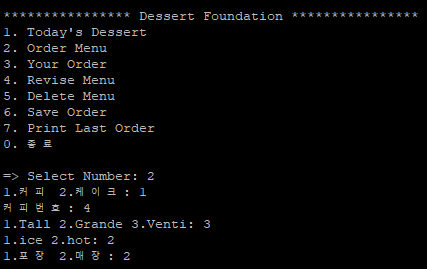 **************** Dessert Foundation ****************
1. Today's Dessert
2. Order Menu
3. Your Order
4. Revise Menu
5. Delete Menu
6. Save Order
7. Print Last Order
0. 종료
=> Select Number: 2
1.커피 2.케이크 : 1
커피번호 : 4
1.Tall 2.Grande 3.Venti: 3
1.ice 2.hot: 2
1.포장 2.매장 : 2